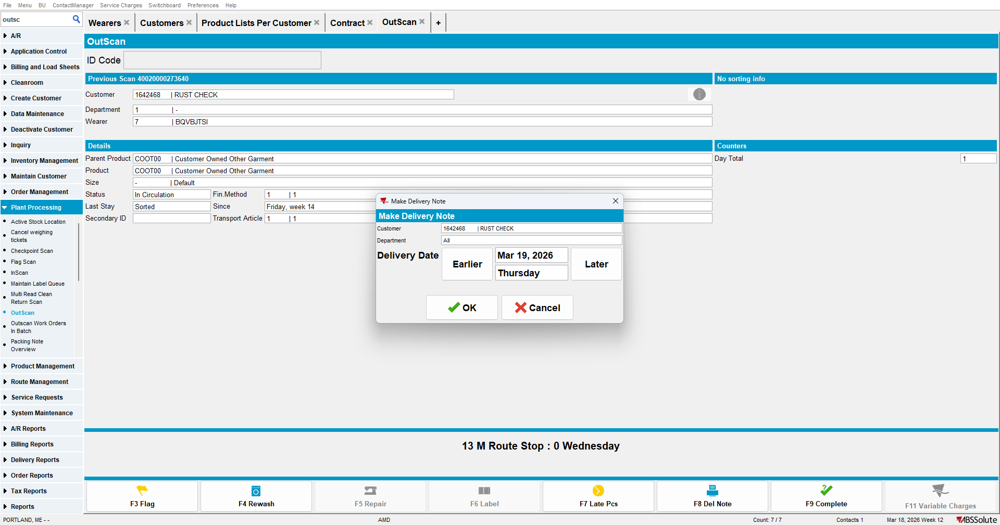 File Menu BU ContactManager Service Charges Switchboard Preferences Help
outsc
Wearers Customers Product Lists Per Customer Contract OutScan +
A/R
Application Control
Billing and Load Sheets
Cleanroom
Create Customer
Data Maintenance
Deactivate Customer
Inquiry
Inventory Management
Maintain Customer
Order Management
Plant Processing
Active Stock Location
Cancel weighing
tickets
Checkpoint Scan
Flag Scan
InScan
Maintain Label Queue
Multi Read Clean
Return Scan
OutScan
Outscan Work Orders
In Batch
Packing Note
Overview
Product Management
Route Management
Service Requests
System Maintenance
A/R Reports
Billing Reports
Delivery Reports
Order Reports
Tax Reports
Reports
OutScan
ID Code
Previous Scan 40020000273640
No sorting info
Customer 1642468 | RUST CHECK
Department 1 | -
Wearer 7 | BQVBJTSI
Details
Counters
Parent Product COOT00 | Customer Owned Other Garment
Day Total 1
Product COOT00 | Customer Owned Other Garment
Size - | Default
Status In Circulation Fin.Method 1 | 1
Last Stay Sorted Since Friday, week 14
Secondary ID Transport Article 1 | 1
Make Delivery Note
Make Delivery Note
Customer 1642468 | RUST CHECK
Department All
Delivery Date Earlier Mar 19, 2026 Later
Thursday
OK Cancel
13 M Route Stop : 0 Wednesday
F3 Flag F4 Rewash F5 Repair F6 Label F7 Late Pcs F8 Del Note F9 Complete F11 Variable Charges
PORTLAND, ME - - AMD Count: 7 / 7 Contacts 1 Mar 18, 2026 Week 12 ABSSolute